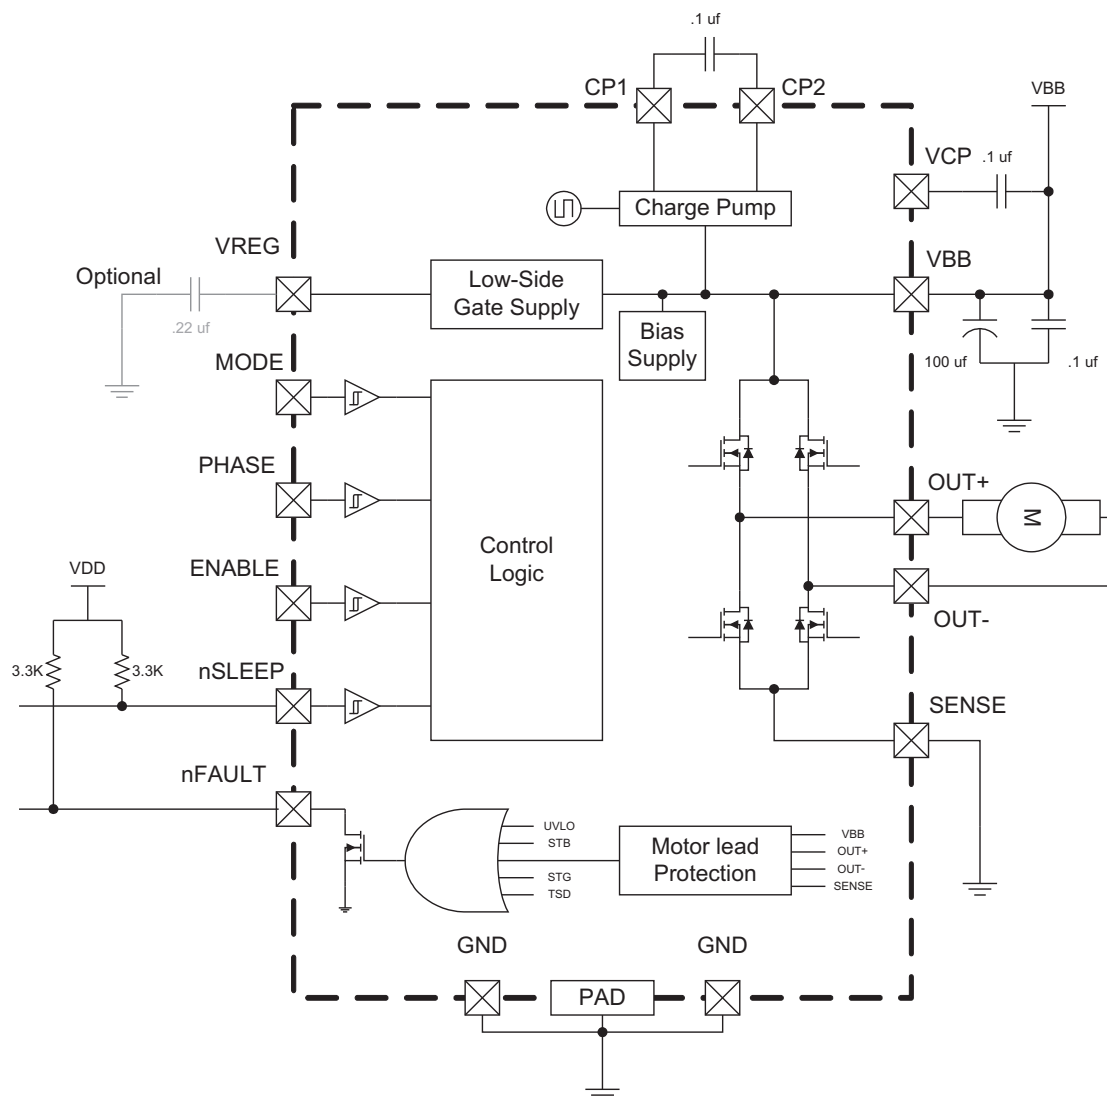 .1 uf
CP1
CP2
VBB
VCP
.1 uf
Charge Pump
VREG
VBB
Optional
Low-Side
Gate Supply
.22 uf
Bias
Supply
MODE
100 uf
.1 uf
PHASE
OUT+
M
Control
Logic
VDD
ENABLE
OUT-
3.3K
3.3K
nSLEEP
SENSE
nFAULT
UVLO
STB
STG
TSD
Motor lead
Protection
VBB
OUT+
OUT-
SENSE
GND
GND
PAD